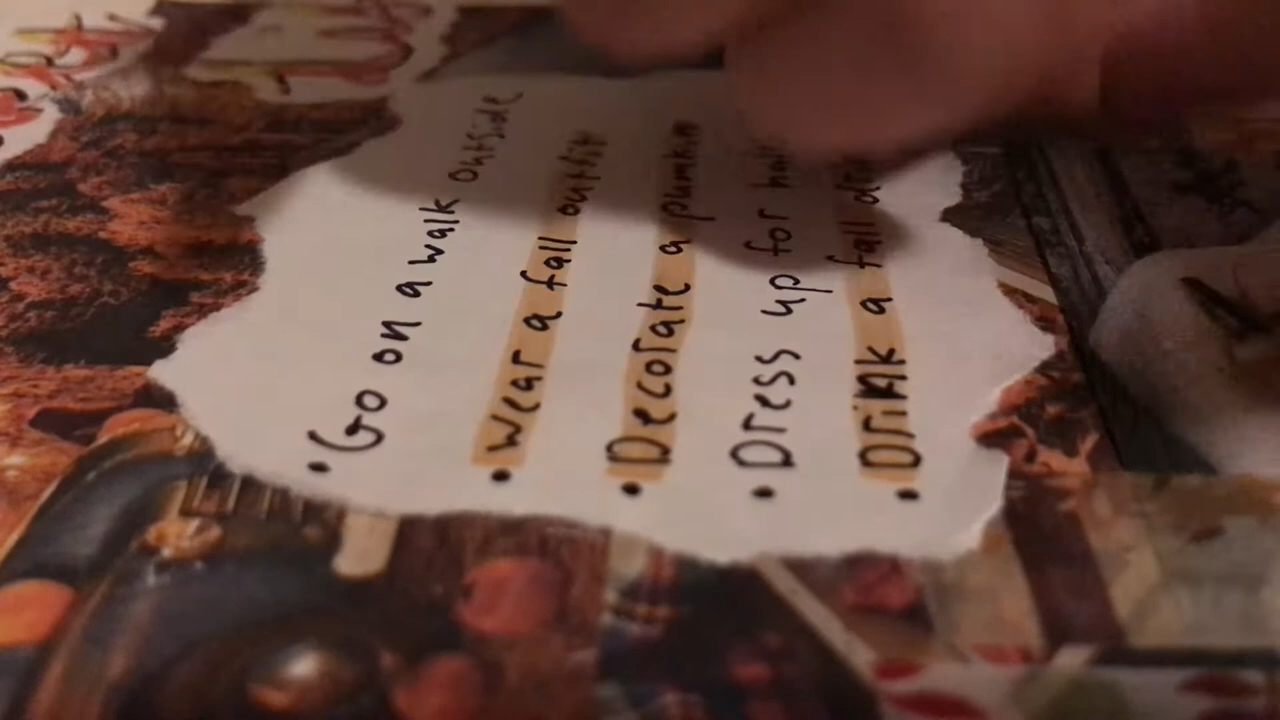 • Go on a walk outside
• Wear a fall outfit
• Decorate a pumpkin
• Dress up for
• Drink a fall